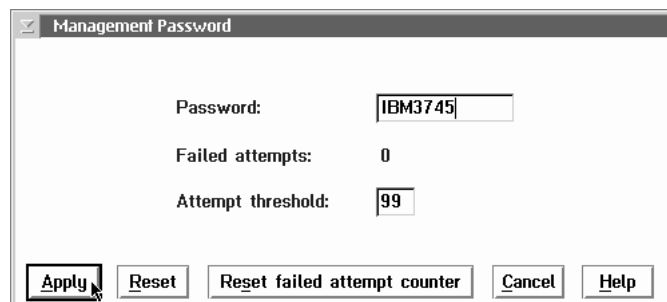 Management Password
Password: IBM3745
Failed attempts: 0
Attempt threshold: 99
Apply Reset Reset failed attempt counter Cancel Help